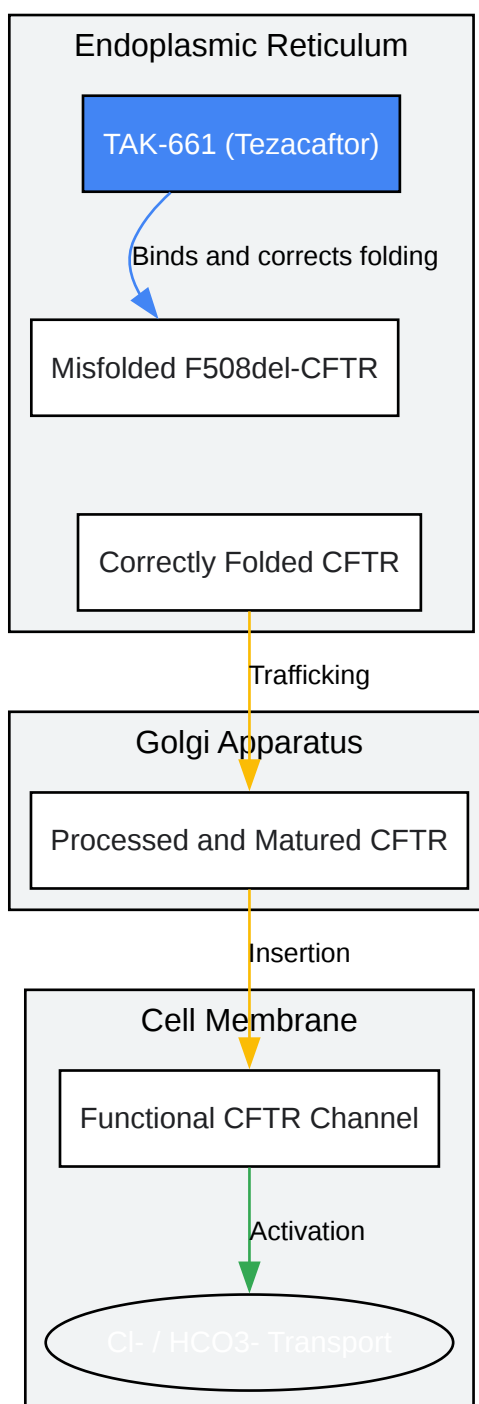 Endoplasmic Reticulum
TAK-661 (Tezacaftor)
Binds and corrects folding
Misfolded F508del-CFTR
Correctly Folded CFTR
Trafficking
Golgi Apparatus
Processed and Matured CFTR
Insertion
Cell Membrane
Functional CFTR Channel
Activation
Cl- / HCO3- Transport